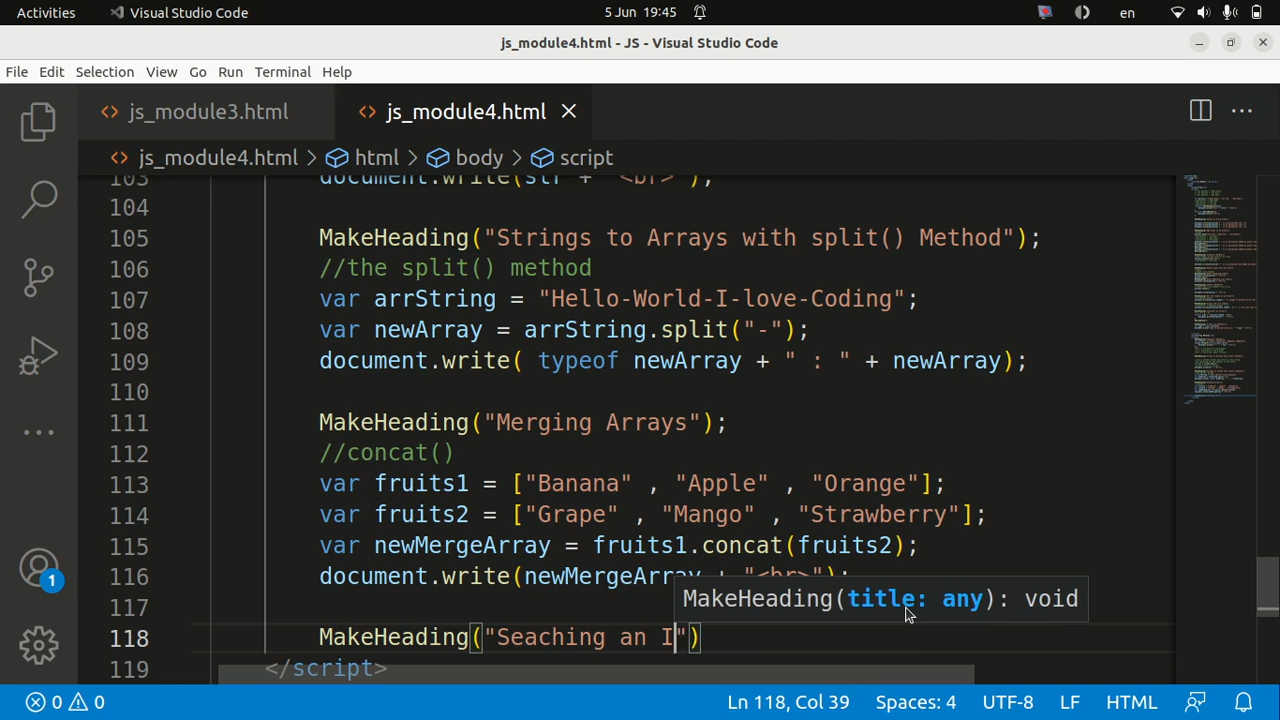 Activities Visual Studio Code 5 Jun 19:45 en
js_module4.html - JS - Visual Studio Code
File Edit Selection View Go Run Terminal Help
js_module3.html js_module4.html
js_module4.html > html > body > script
103 document.write(str + "<br>");
104
105 MakeHeading("Strings to Arrays with split() Method");
106 //the split() method
107 var arrString = "Hello-World-I-love-Coding";
108 var newArray = arrString.split("-");
109 document.write( typeof newArray + " : " + newArray);
110
111 MakeHeading("Merging Arrays");
112 //concat()
113 var fruits1 = ["Banana" , "Apple" , "Orange"];
114 var fruits2 = ["Grape" , "Mango" , "Strawberry"];
115 var newMergeArray = fruits1.concat(fruits2);
116 document.write(newMergeArray + "<br>");
MakeHeading(title: any): void
117
118 MakeHeading("Seaching an I")
119 </script>
1
0 0 Ln 118, Col 39 Spaces: 4 UTF-8 LF HTML